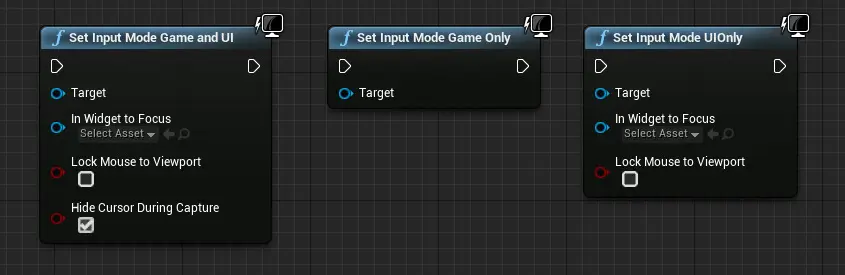 Set Input Mode Game and UI
Target
In Widget to Focus
Select Asset
Lock Mouse to Viewport
Hide Cursor During Capture
Set Input Mode Game Only
Target
Set Input Mode UIOnly
Target
In Widget to Focus
Select Asset
Lock Mouse to Viewport